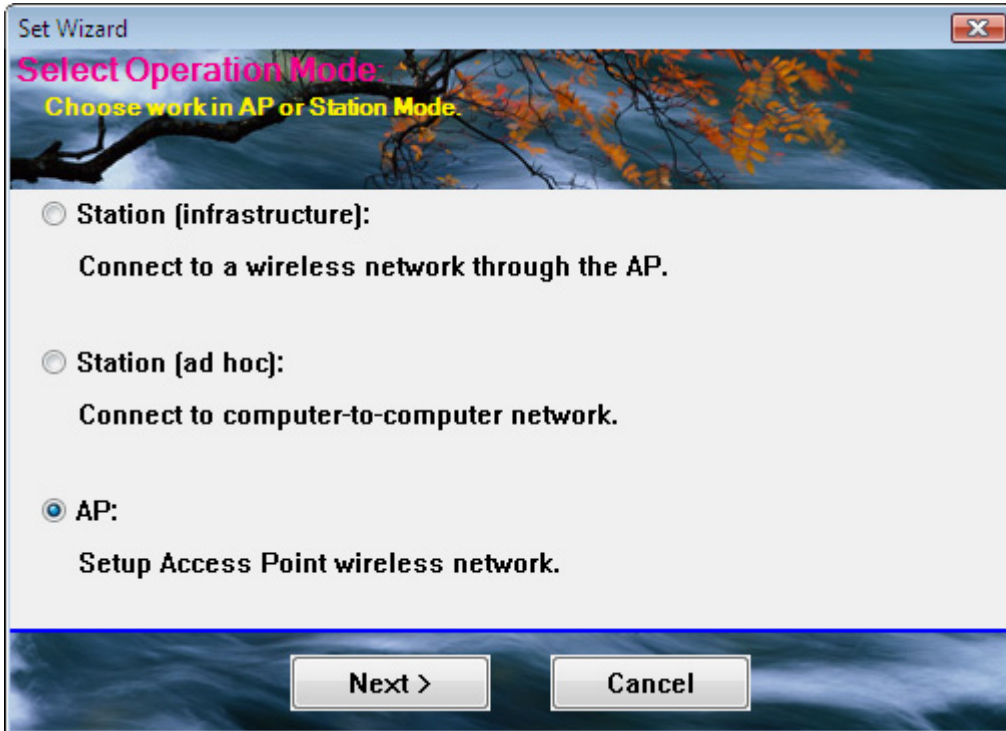 Set Wizard
Select Operation Mode:
Choose work in AP or Station Mode.
Station (infrastructure):
Connect to a wireless network through the AP.
Station (ad hoc):
Connect to computer-to-computer network.
AP:
Setup Access Point wireless network.
Next >
Cancel